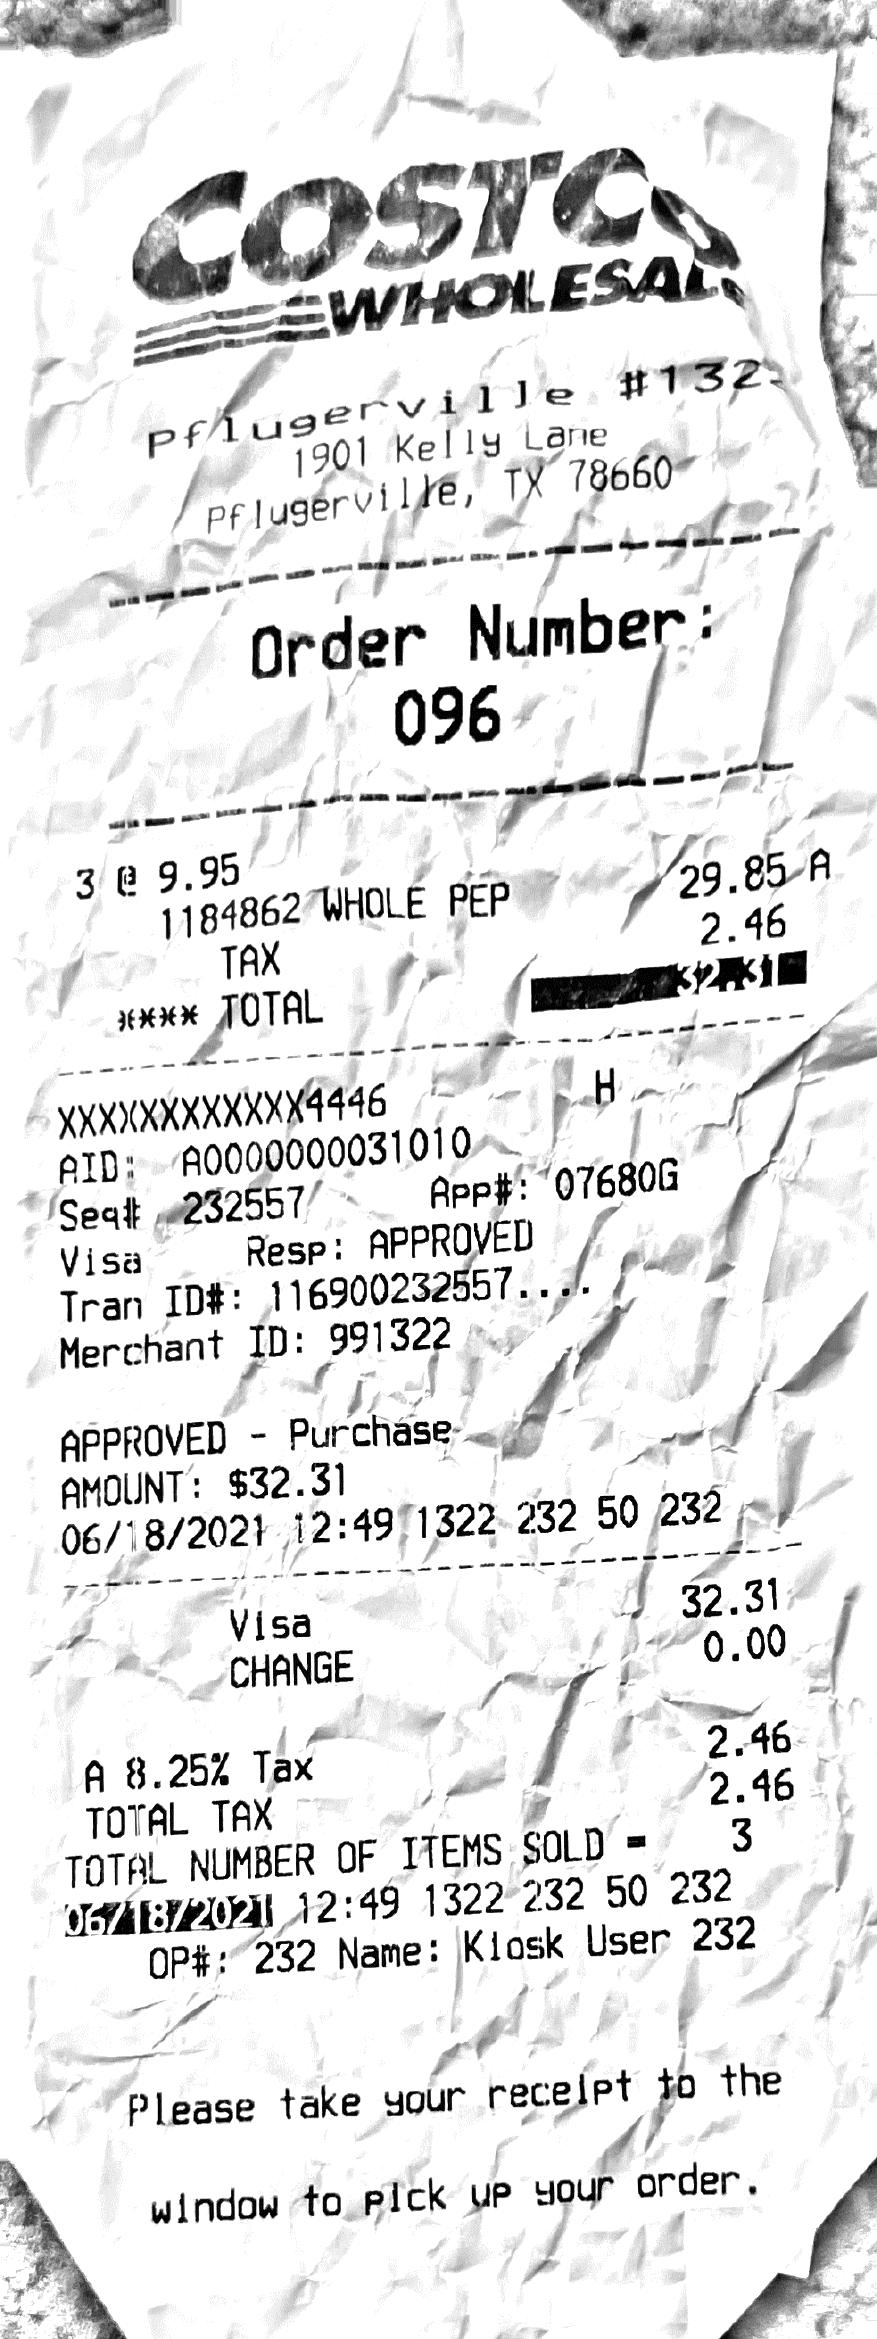 COSTCO
WHOLESALE
Pflugerville #132
1901 Kelly Lane
Pflugerville, TX 78660
Order Number:
096
3 @ 9.95
1184862 WHOLE PEP 29.85 A
TAX 2.46
**** TOTAL 32.31
XXXXXXXXXXXX4446 H
AID: A0000000031010
Seq# 232557 App#: 07680G
Visa Resp: APPROVED
Tran ID#: 116900232557....
Merchant ID: 991322
APPROVED - Purchase
AMOUNT: $32.31
06/18/2021 12:49 1322 232 50 232
Visa 32.31
CHANGE 0.00
A 8.25% Tax 2.46
TOTAL TAX 2.46
TOTAL NUMBER OF ITEMS SOLD = 3
06/18/2021 12:49 1322 232 50 232
OP#: 232 Name: Kiosk User 232
Please take your receipt to the
window to pick up your order.